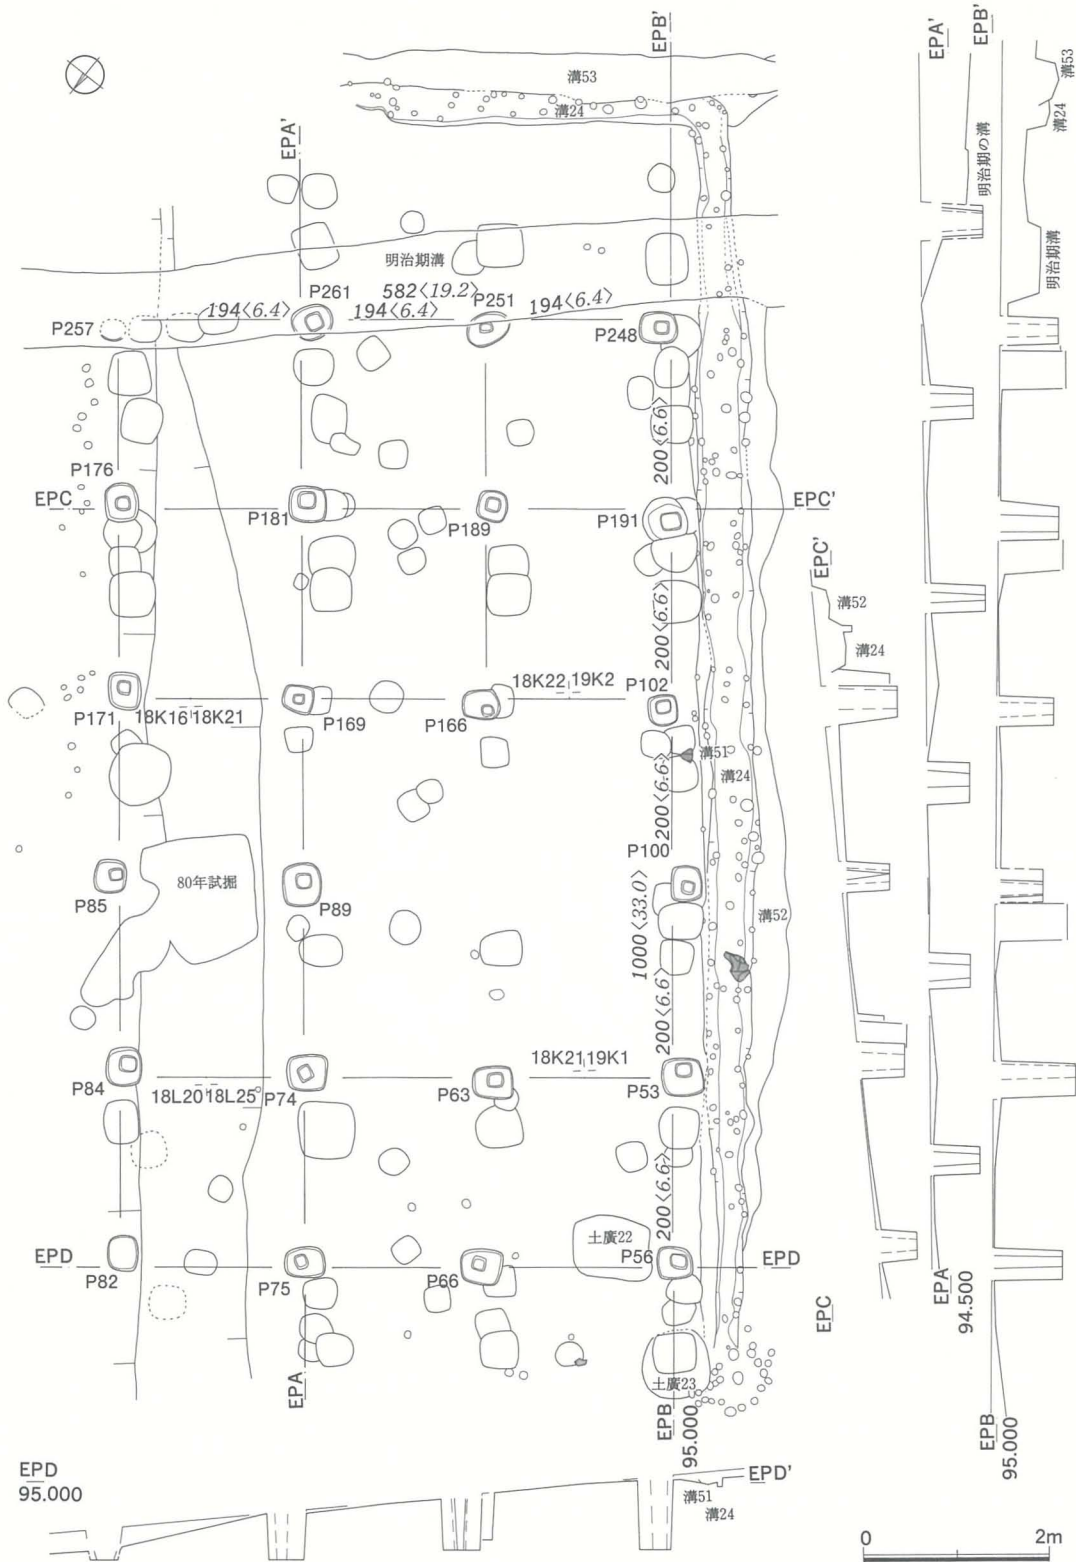 EPB'
EPA'
EPB'
溝53
溝53
溝24
溝24
EPA'
明治期の溝
明治期溝
明治期溝
582<19.2>
P261
P251
194<6.4>
194<6.4>
194<6.4>
P257
P248
200<6.6>
P176
EPC
EPC'
P181
P189
P191
EPC'
溝52
溝24
200<6.6>
18K22
19K2
P102
P171
18K16
18K21
P169
P166
溝51
溝24
200<6.6>
P100
80年試掘
P85
P89
溝52
1000<33.0>
200<6.6>
18K21
19K1
P84
P74
P63
P53
18L20
18L25
200<6.6>
土廣22
EPD
P56
EPD
P82
P75
P66
EPC
EPA
94.500
EPA
土廣23
EPB
95.000
EPB
95.000
EPD
95.000
EPD'
溝51
溝24
0
2m